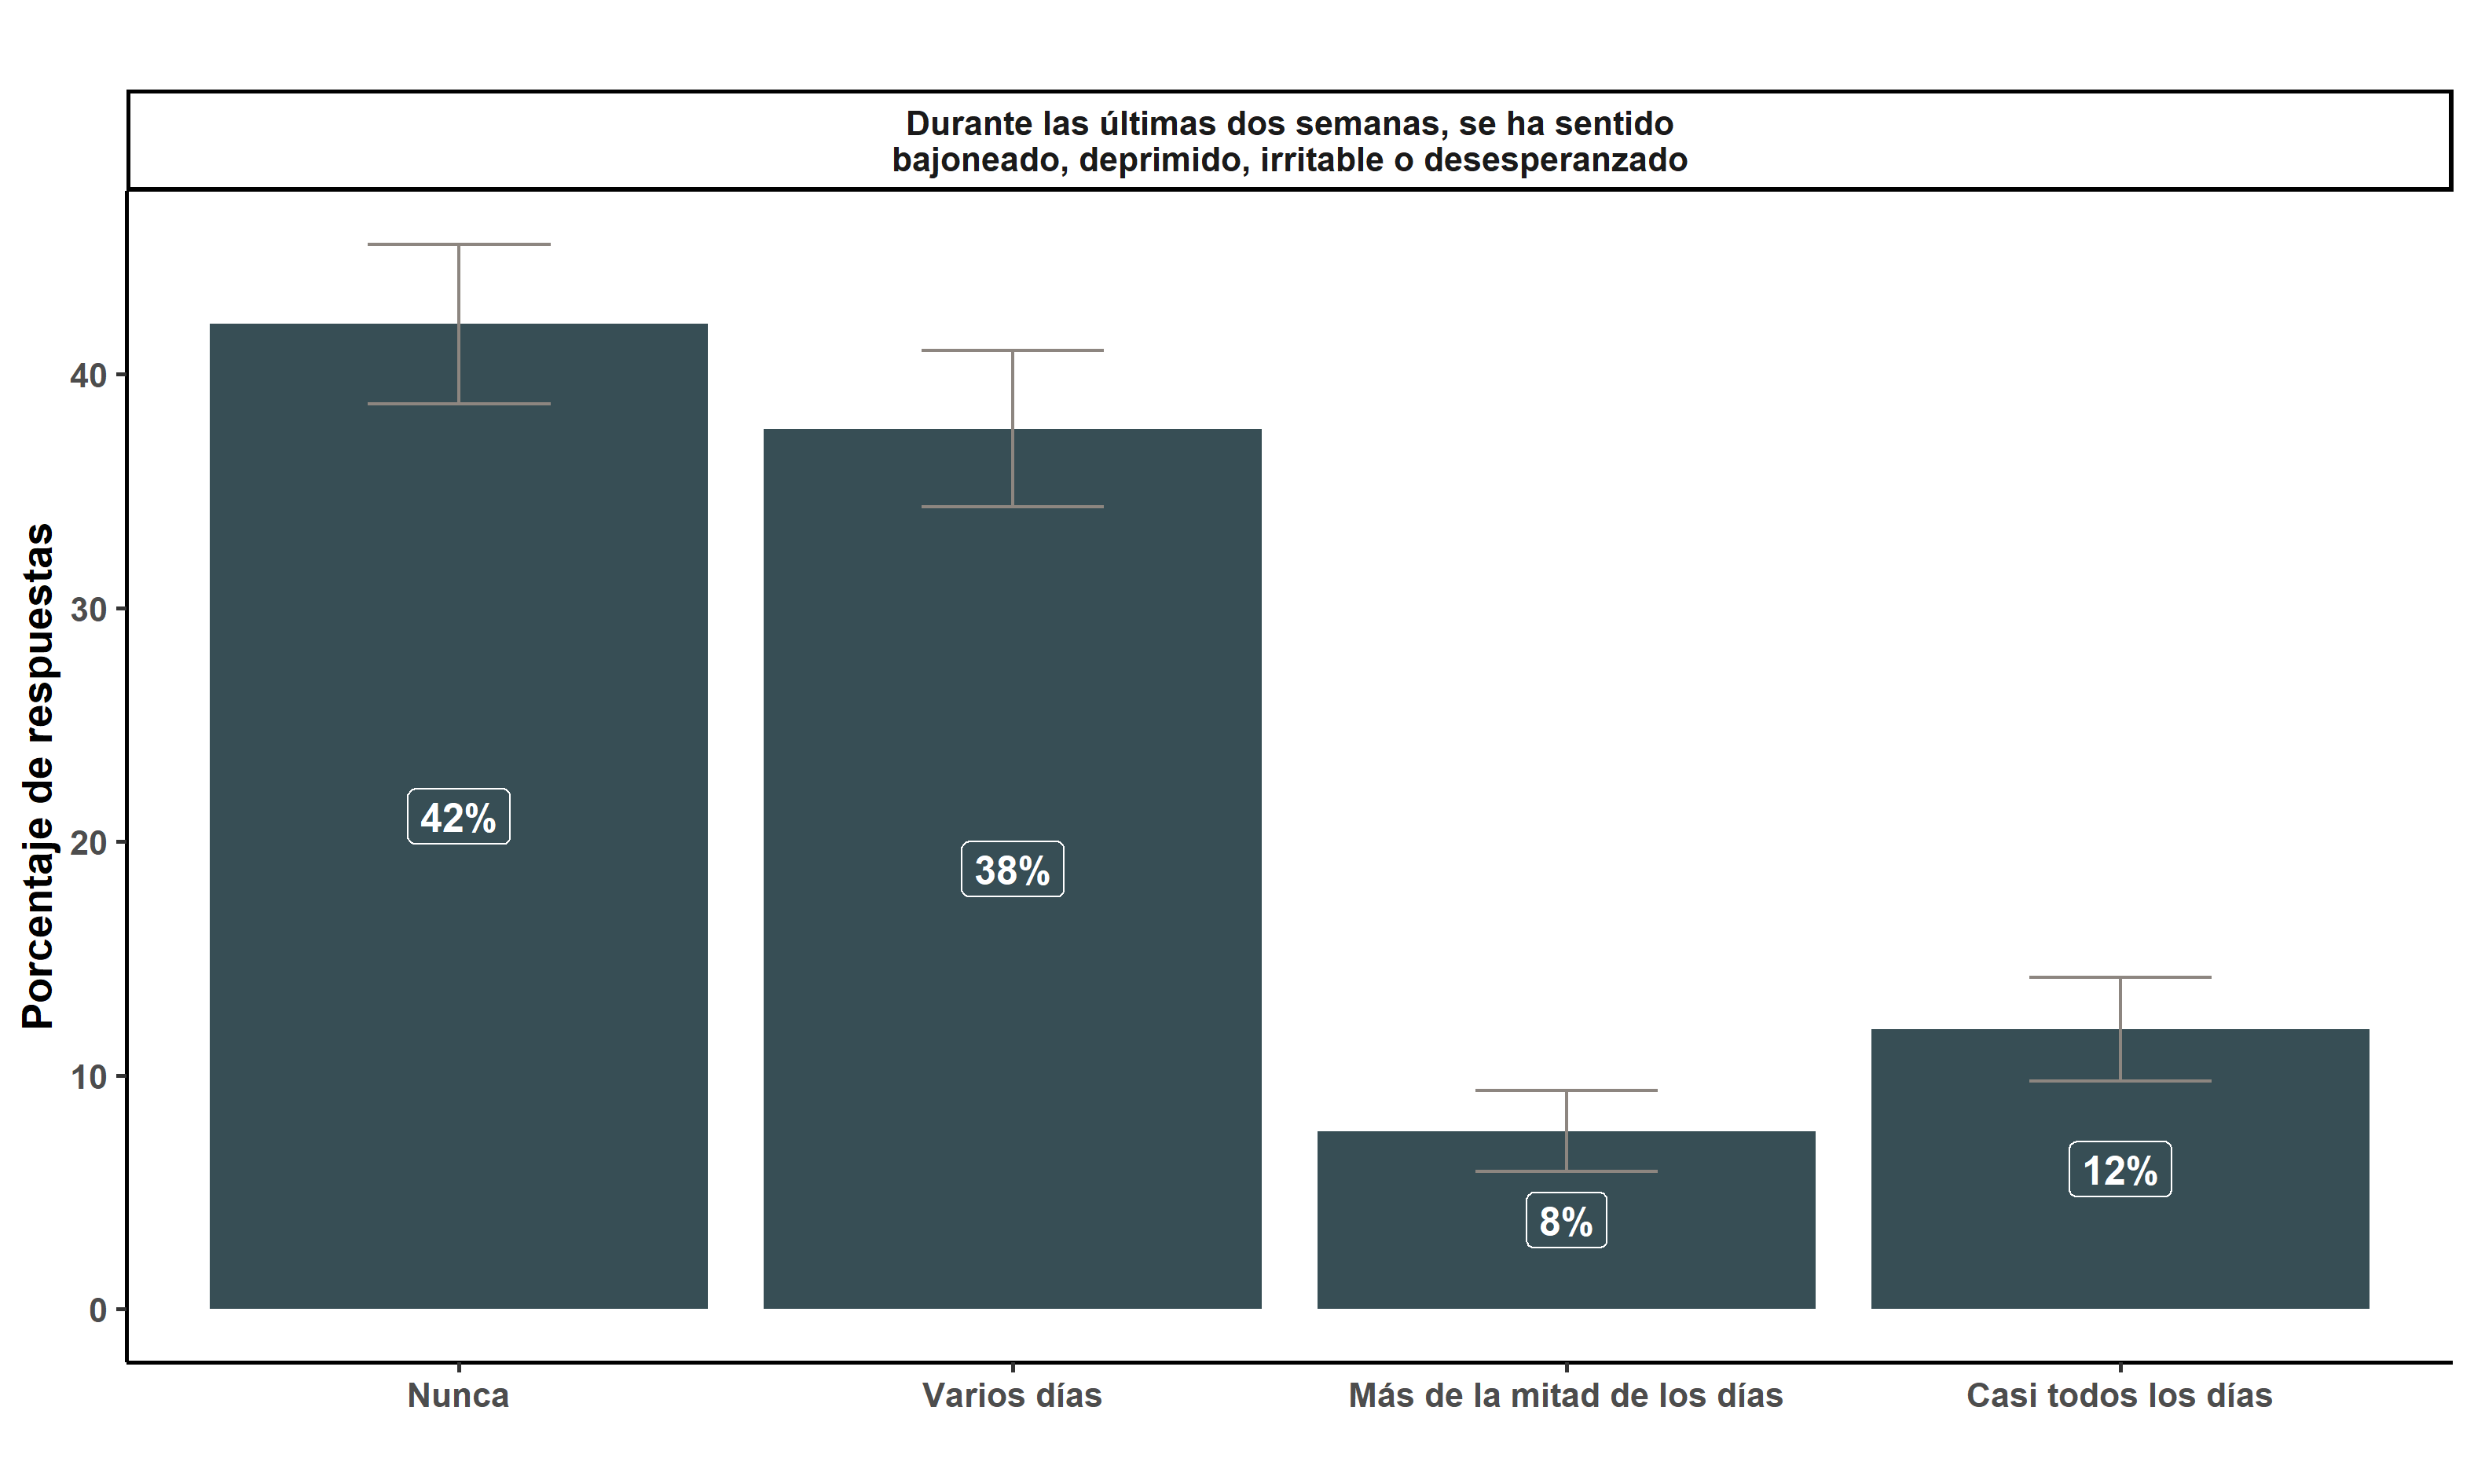 Durante las últimas dos semanas, se ha sentido
bajoneado, deprimido, irritable o desesperanzado
Porcentaje de respuestas
40
30
20
10
0
42%
38%
8%
12%
Nunca
Varios días
Más de la mitad de los días
Casi todos los días